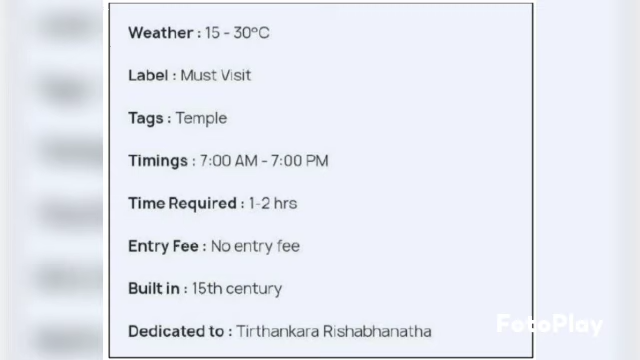 Weather : 15 - 30°C
Label : Must Visit
Tags : Temple
Timings : 7:00 AM - 7:00 PM
Time Required : 1-2 hrs
Entry Fee : No entry fee
Built in : 15th century
Dedicated to : Tirthankara Rishabhanatha
FotoPlay